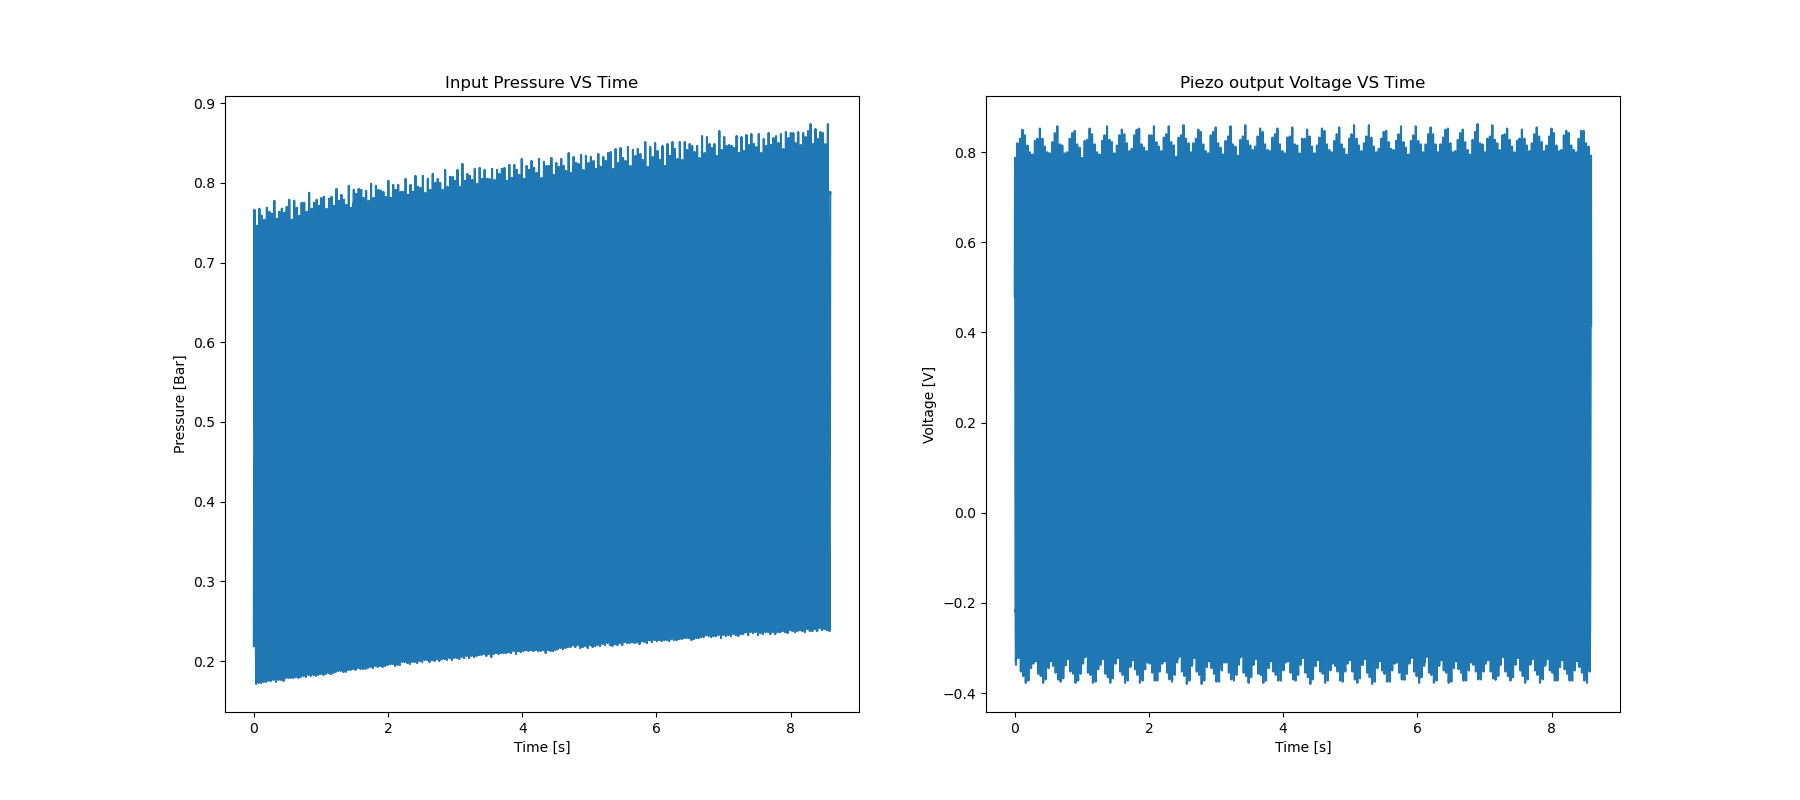 Input Pressure VS Time
Pressure [Bar]
0.9
0.8
0.7
0.6
0.5
0.4
0.3
0.2
0 2 4 6 8
Time [s]
Piezo output Voltage VS Time
Voltage [V]
0.8
0.6
0.4
0.2
0.0
−0.2
−0.4
0 2 4 6 8
Time [s]